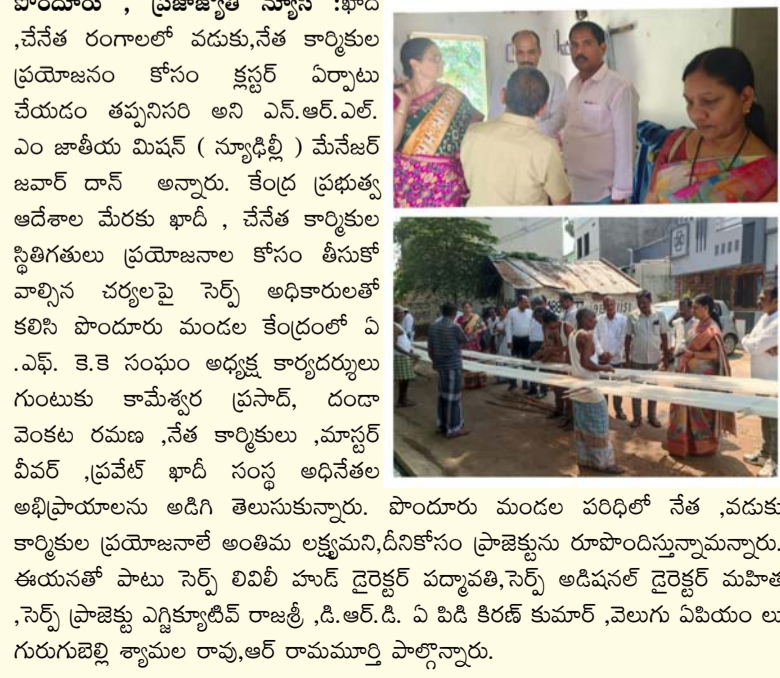 పొందూరు , ప్రజాజ్యోతి న్యూస్ :ఖాదీ
,చేనేత రంగాలలో వడుకు,నేత కార్మికుల
ప్రయోజనం కోసం క్లస్టర్ ఏర్పాటు
చేయడం తప్పనిసరి అని ఎన్.ఆర్.ఎల్.
ఎం జాతీయ మిషన్ ( న్యూఢిల్లీ ) మేనేజర్
జవార్ దాన్ అన్నారు. కేంద్ర ప్రభుత్వ
ఆదేశాల మేరకు ఖాదీ , చేనేత కార్మికుల
స్థితిగతులు ప్రయోజనాల కోసం తీసుకో
వాల్సిన చర్యలపై సెర్ప్ అధికారులతో
కలిసి పొందూరు మండల కేంద్రంలో ఏ
.ఎఫ్. కె.కె సంఘం అధ్యక్ష కార్యదర్శులు
గుంటుకు కామేశ్వర ప్రసాద్, దండా
వెంకట రమణ ,నేత కార్మికులు ,మాస్టర్
వీవర్ ,ప్రవేట్ ఖాదీ సంస్థ అధినేతల
అభిప్రాయాలను అడిగి తెలుసుకున్నారు. పొందూరు మండల పరిధిలో నేత ,వడుకు
కార్మికుల ప్రయోజనాలే అంతిమ లక్ష్యమని,దీనికోసం ప్రాజెక్టును రూపొందిస్తున్నామన్నారు.
ఈయనతో పాటు సెర్ప్ లివిలీ హుడ్ డైరెక్టర్ పద్మావతి,సెర్ప్ అడిషనల్ డైరెక్టర్ మహిత
,సెర్ప్ ప్రాజెక్టు ఎగ్జిక్యూటివ్ రాజశ్రీ ,డి.ఆర్.డి. ఏ పిడి కిరణ్ కుమార్ ,వెలుగు ఏపియం లు
గురుగుబెల్లి శ్యామల రావు,ఆర్ రామమూర్తి పాల్గొన్నారు.